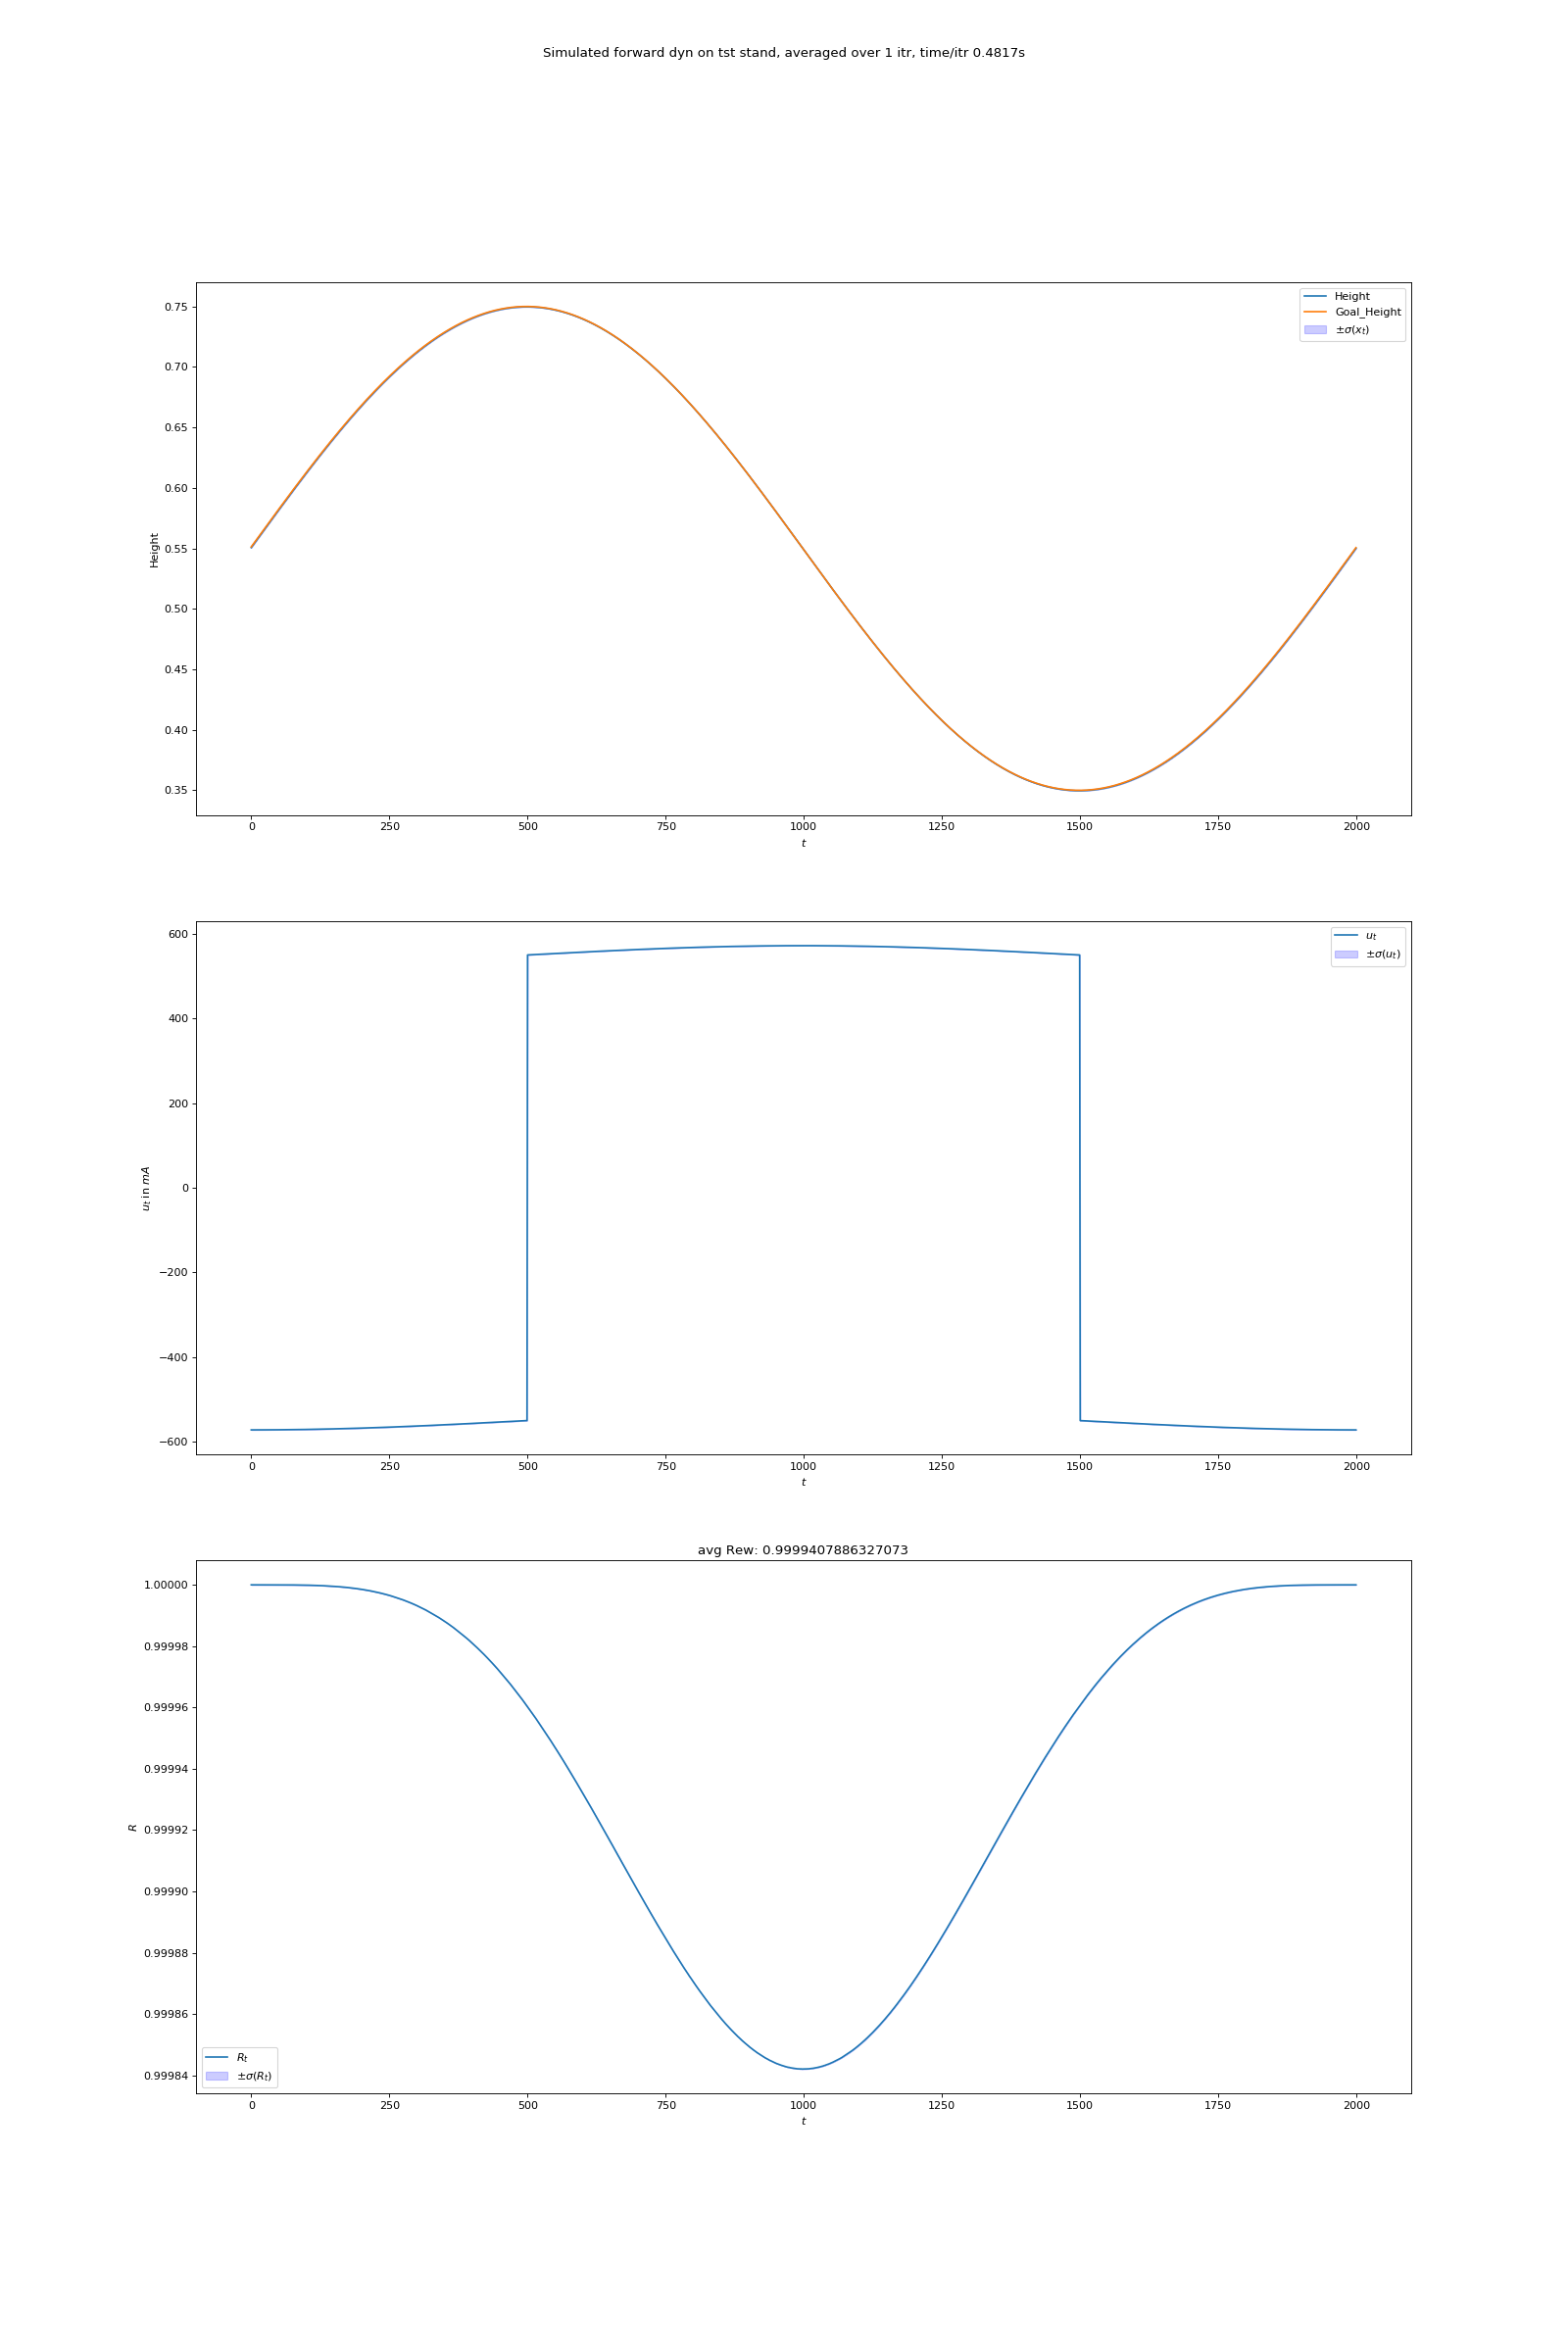 Simulated forward dyn on tst stand, averaged over 1 itr, time/itr 0.4817s
Height
Goal_Height
±σ(x_t)
0.75
0.70
0.65
0.60
0.55
0.50
0.45
0.40
0.35
Height
0 250 500 750 1000 1250 1500 1750 2000
t
u_t
±σ(u_t)
600
400
200
0
−200
−400
−600
u_t in mA
0 250 500 750 1000 1250 1500 1750 2000
t
avg Rew: 0.9999407886327073
1.00000
0.99998
0.99996
0.99994
0.99992
0.99990
0.99988
0.99986
0.99984
R
R_t
±σ(R_t)
0 250 500 750 1000 1250 1500 1750 2000
t